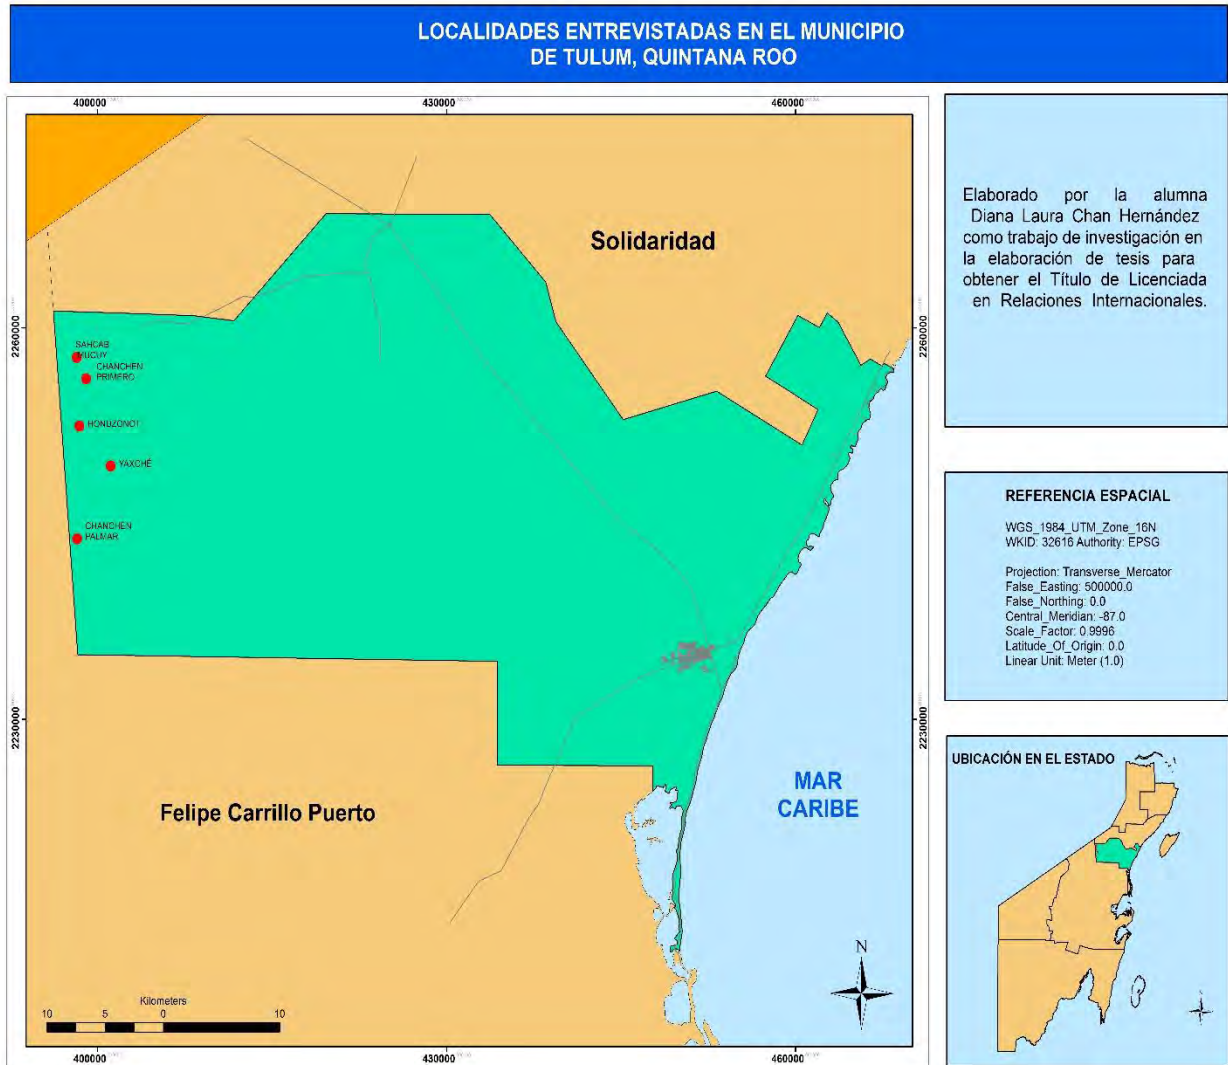 LOCALIDADES ENTREVISTADAS EN EL MUNICIPIO
DE TULUM, QUINTANA ROO
400000
430000
460000
Solidaridad
2260000
2260000
SAHCAB
MUCUY
CHANCHEN
PRIMERO
HONDZONOT
YAXCHÉ
CHANCHEN
PALMAR
2230000
2230000
Felipe Carrillo Puerto
MAR
CARIBE
N
Kilometers
10
5
0
10
400000
430000
460000
Elaborado por la alumna
Diana Laura Chan Hernández
como trabajo de investigación en
la elaboración de tesis para
obtener el Título de Licenciada
en Relaciones Internacionales.
REFERENCIA ESPACIAL
WGS_1984_UTM_Zone_16N
WKID: 32616 Authority: EPSG
Projection: Transverse_Mercator
False_Easting: 500000.0
False_Northing: 0.0
Central_Meridian: -87.0
Scale_Factor: 0.9996
Latitude_Of_Origin: 0.0
Linear Unit: Meter (1.0)
UBICACIÓN EN EL ESTADO